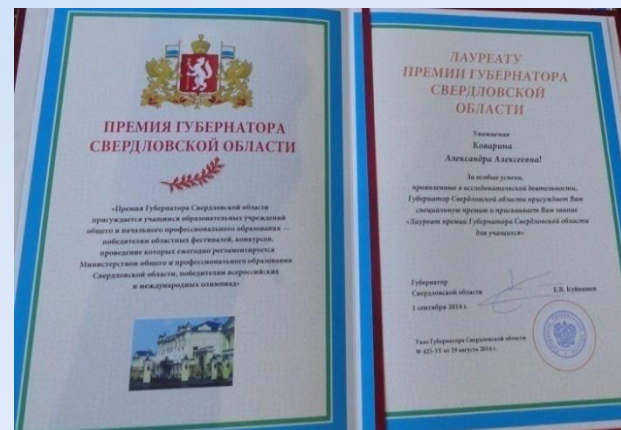 ПРЕМИЯ ГУБЕРНАТОРА
СВЕРДЛОВСКОЙ ОБЛАСТИ
«Премия Губернатора Свердловской области
присуждается учащимся образовательных учреждений
общего и начального профессионального образования —
победителям областных фестивалей, конкурсов,
проведение которых ежегодно регламентируется
Министерством общего и профессионального образования
Свердловской области, победителям всероссийских
и международных олимпиад»
ЛАУРЕАТУ
ПРЕМИИ ГУБЕРНАТОРА
СВЕРДЛОВСКОЙ
ОБЛАСТИ
Уважаемая
Коварина
Александра Алексеевна!
За особые успехи,
проявленные в исследовательской деятельности,
Губернатор Свердловской области присуждает Вам
специальную премию и присваивает Вам звание
«Лауреат премии Губернатора Свердловской области
для учащихся»
Губернатор
Свердловской области
Е.В. Куйвашев
1 сентября 2014 г.
Указ Губернатора Свердловской области
№ 423-УГ от 29 августа 2014 г.